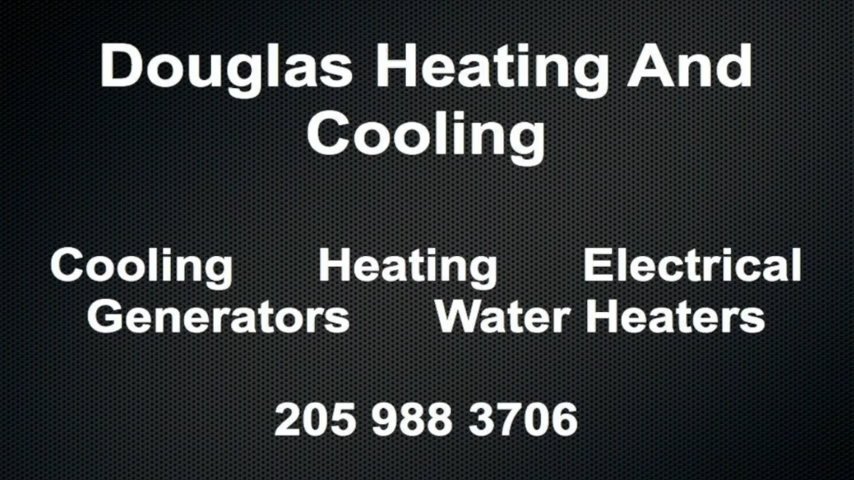 Douglas Heating And
Cooling
Cooling Heating Electrical
Generators Water Heaters
205 988 3706